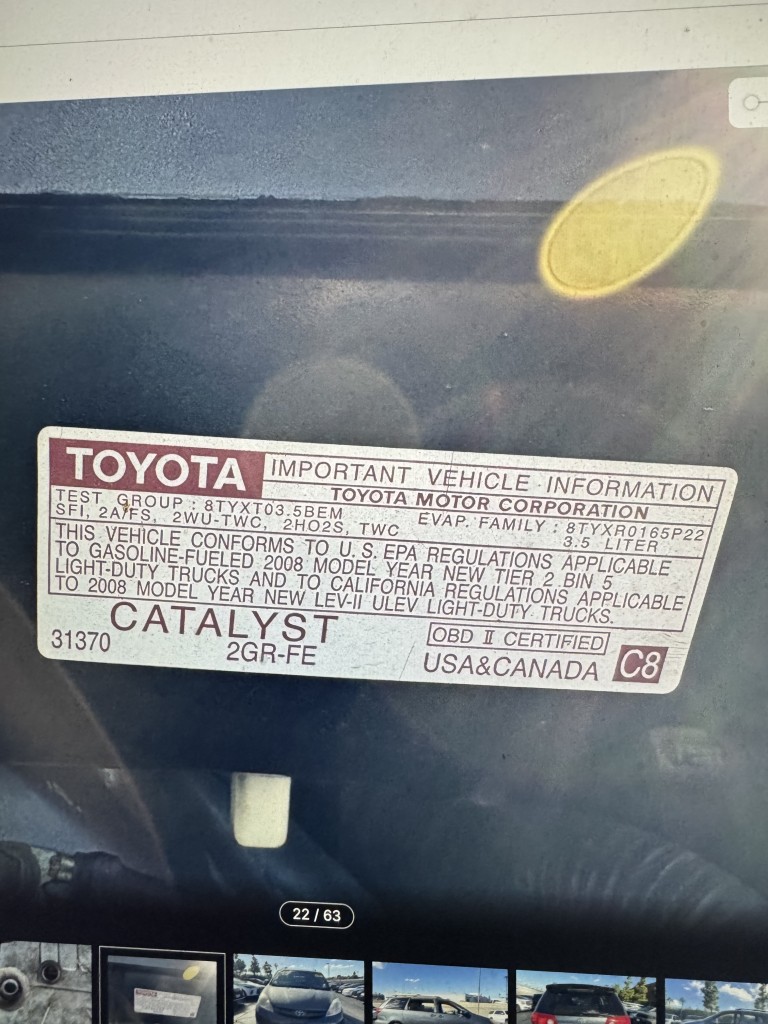 TOYOTA IMPORTANT VEHICLE INFORMATION
TOYOTA MOTOR CORPORATION
TEST GROUP : 8TYXT03.5BEM EVAP. FAMILY : 8TYXR0165P22
SFI, 2A/FS, 2WU-TWC, 2HO2S, TWC 3.5 LITER
THIS VEHICLE CONFORMS TO U.S.EPA REGULATIONS APPLICABLE
TO GASOLINE-FUELED 2008 MODEL YEAR NEW TIER 2 BIN 5
LIGHT-DUTY TRUCKS AND TO CALIFORNIA REGULATIONS APPLICABLE
TO 2008 MODEL YEAR NEW LEV-II ULEV LIGHT-DUTY TRUCKS.
CATALYST
OBD II CERTIFIED
31370 2GR-FE USA&CANADA C8
22 / 63